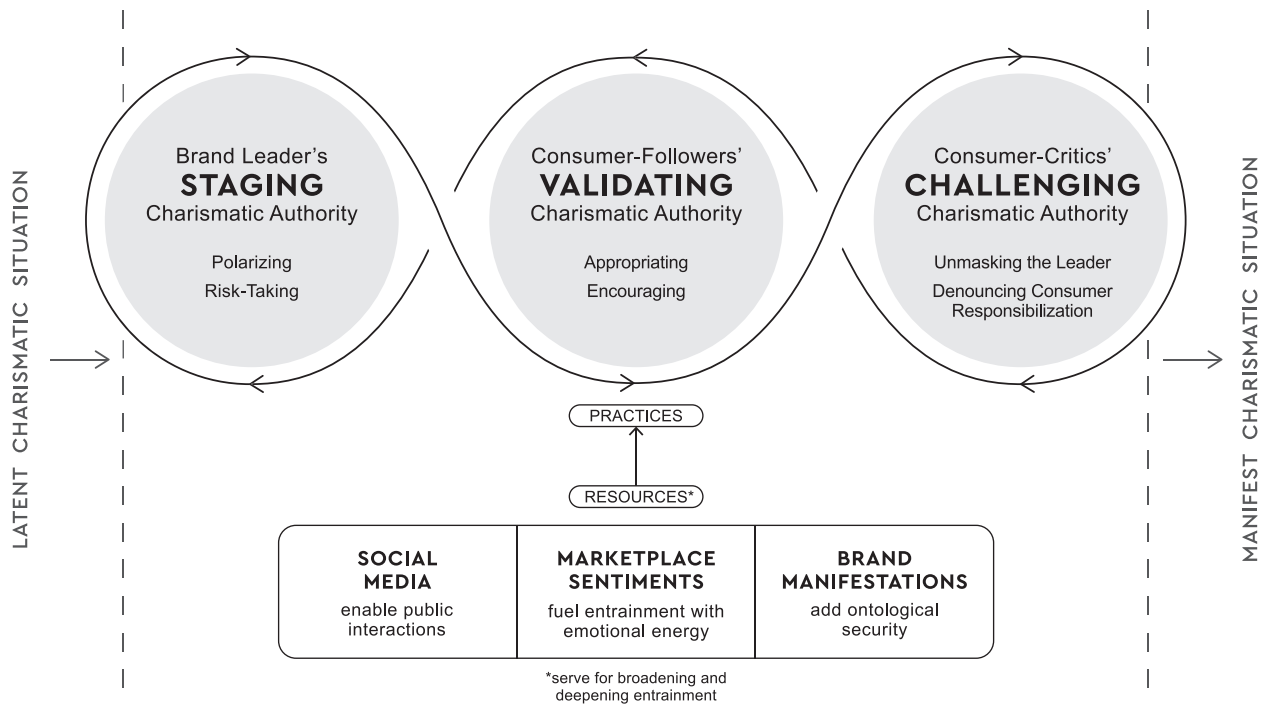 LATENT CHARISMATIC SITUATION
Brand Leader's
STAGING
Charismatic Authority
Polarizing
Risk-Taking
Consumer-Followers'
VALIDATING
Charismatic Authority
Appropriating
Encouraging
Consumer-Critics'
CHALLENGING
Charismatic Authority
Unmasking the Leader
Denouncing Consumer
Responsibilization
MANIFEST CHARISMATIC SITUATION
PRACTICES
RESOURCES*
SOCIAL
MEDIA
enable public
interactions
MARKETPLACE
SENTIMENTS
fuel entrainment with
emotional energy
BRAND
MANIFESTATIONS
add ontological
security
*serve for broadening and
deepening entrainment